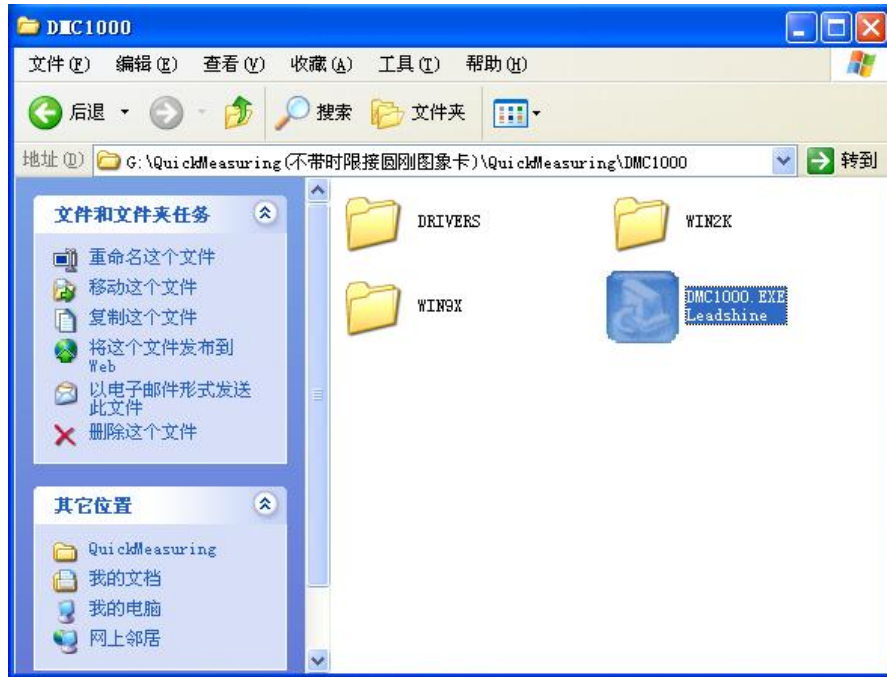 DMC1000
文件(F) 编辑(E) 查看(V) 收藏(A) 工具(T) 帮助(H)
后退 搜索 文件夹
地址(D) G:\QuickMeasuring(不带时限接圆刚图象卡)\QuickMeasuring\DMC1000 转到
文件和文件夹任务
重命名这个文件
移动这个文件
复制这个文件
将这个文件发布到
Web
以电子邮件形式发送
此文件
删除这个文件
其它位置
QuickMeasuring
我的文档
我的电脑
网上邻居
DRIVERS
WIN2K
WIN9X
DMC1000.EXE
Leadshine